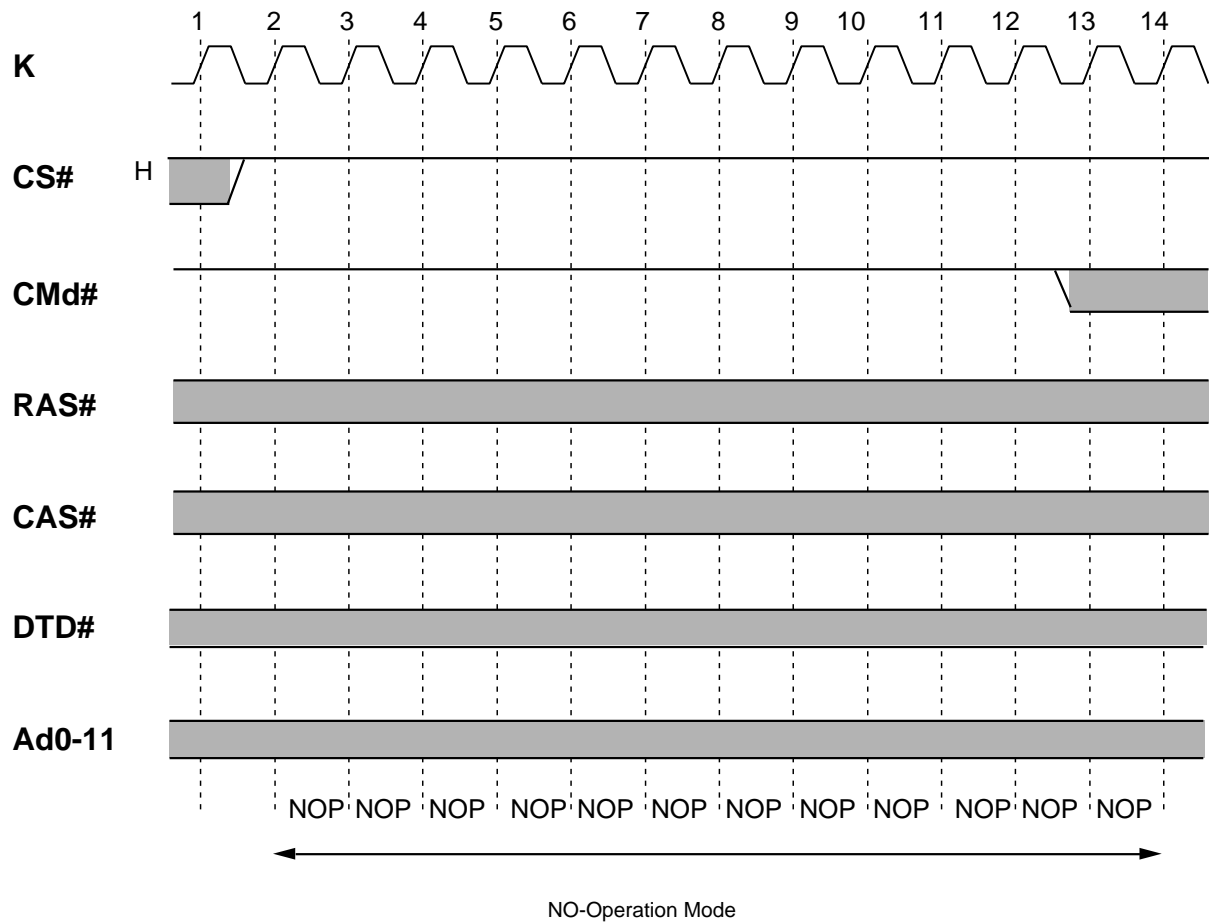 1 2 3 4 5 6 7 8 9 10 11 12 13 14
K
CS# H
CMd#
RAS#
CAS#
DTD#
Ad0-11
NOP NOP NOP NOP NOP NOP NOP NOP NOP NOP NOP NOP
NO-Operation Mode